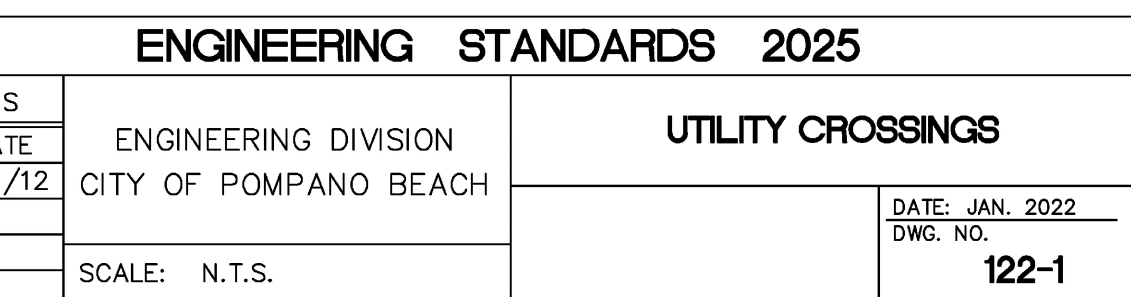 ENGINEERING STANDARDS 2025
S
ATE
/12
ENGINEERING DIVISION
CITY OF POMPANO BEACH
SCALE: N.T.S.
UTILITY CROSSINGS
DATE: JAN. 2022
DWG. NO.
122-1